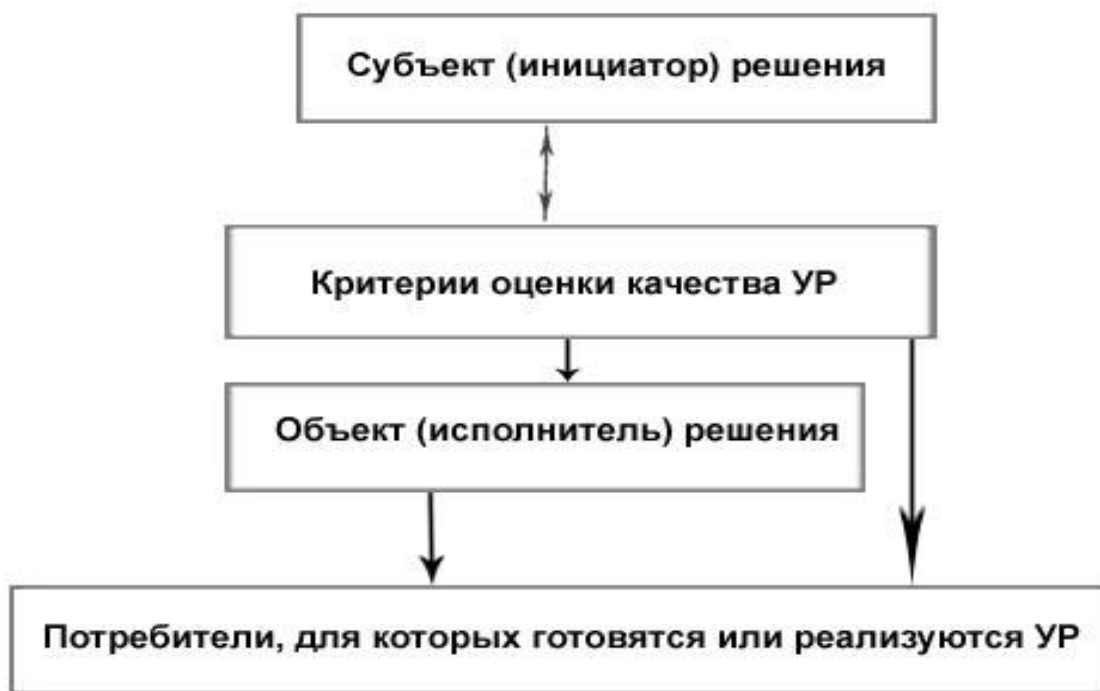 Субъект (инициатор) решения
Критерии оценки качества УР
Объект (исполнитель) решения
Потребители, для которых готовятся или реализуются УР